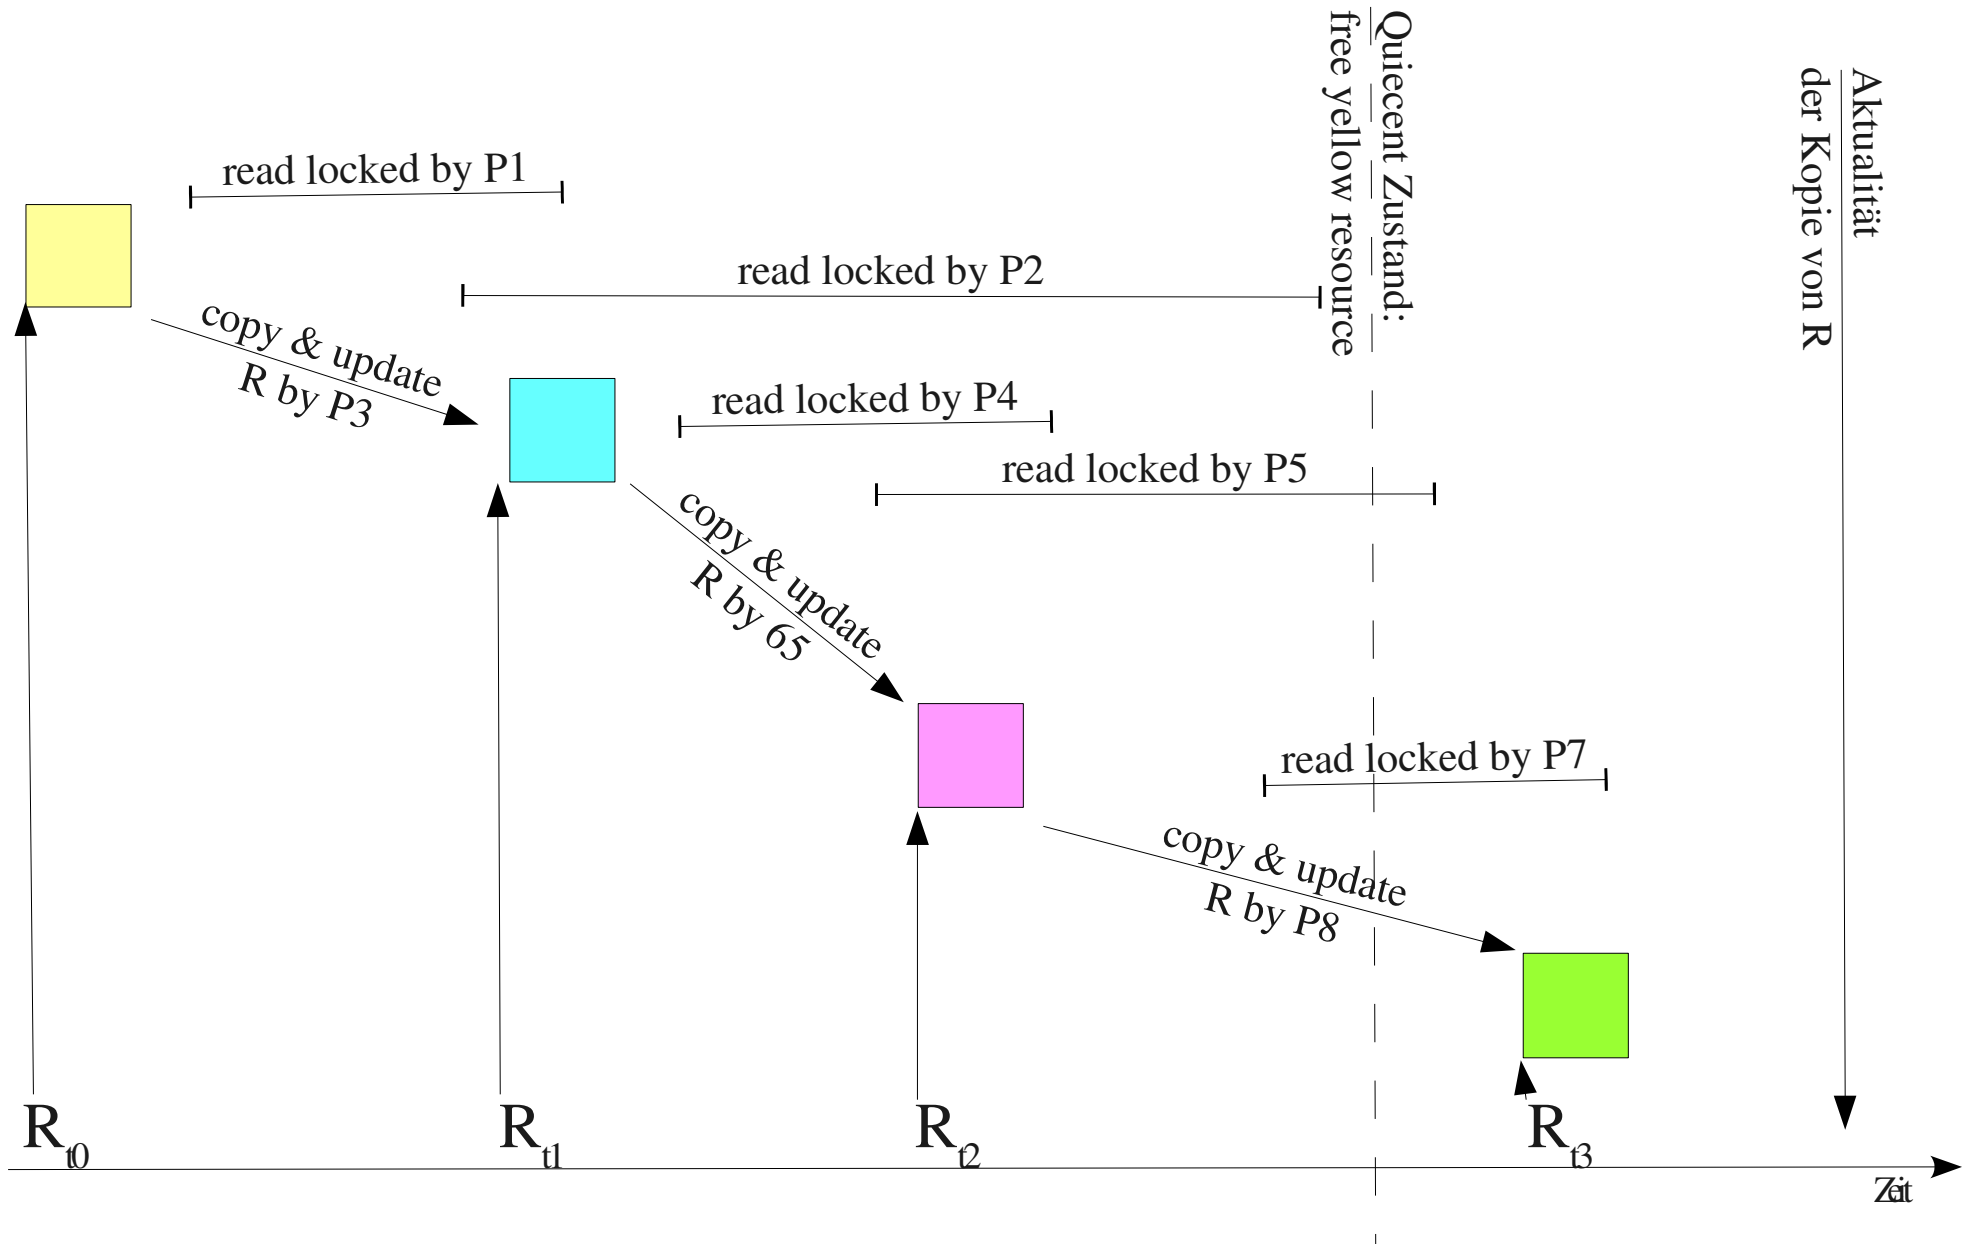 Quiecent Zustand:
free yellow resource
Aktualität
der Kopie von R
read locked by P1
read locked by P2
copy & update
R by P3
read locked by P4
read locked by P5
copy & update
R by 65
read locked by P7
copy & update
R by P8
Rt0
Rt1
Rt2
Rt3
Zeit